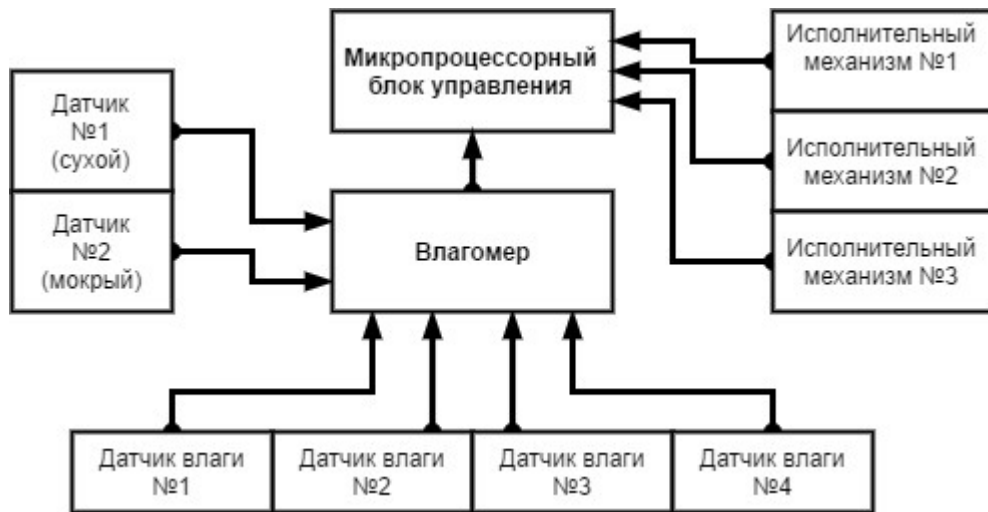 Микропроцессорный
блок управления
Исполнительный
механизм №1
Датчик
№1
(сухой)
Исполнительный
механизм №2
Датчик
№2
(мокрый)
Влагомер
Исполнительный
механизм №3
Датчик влаги
№1
Датчик влаги
№2
Датчик влаги
№3
Датчик влаги
№4